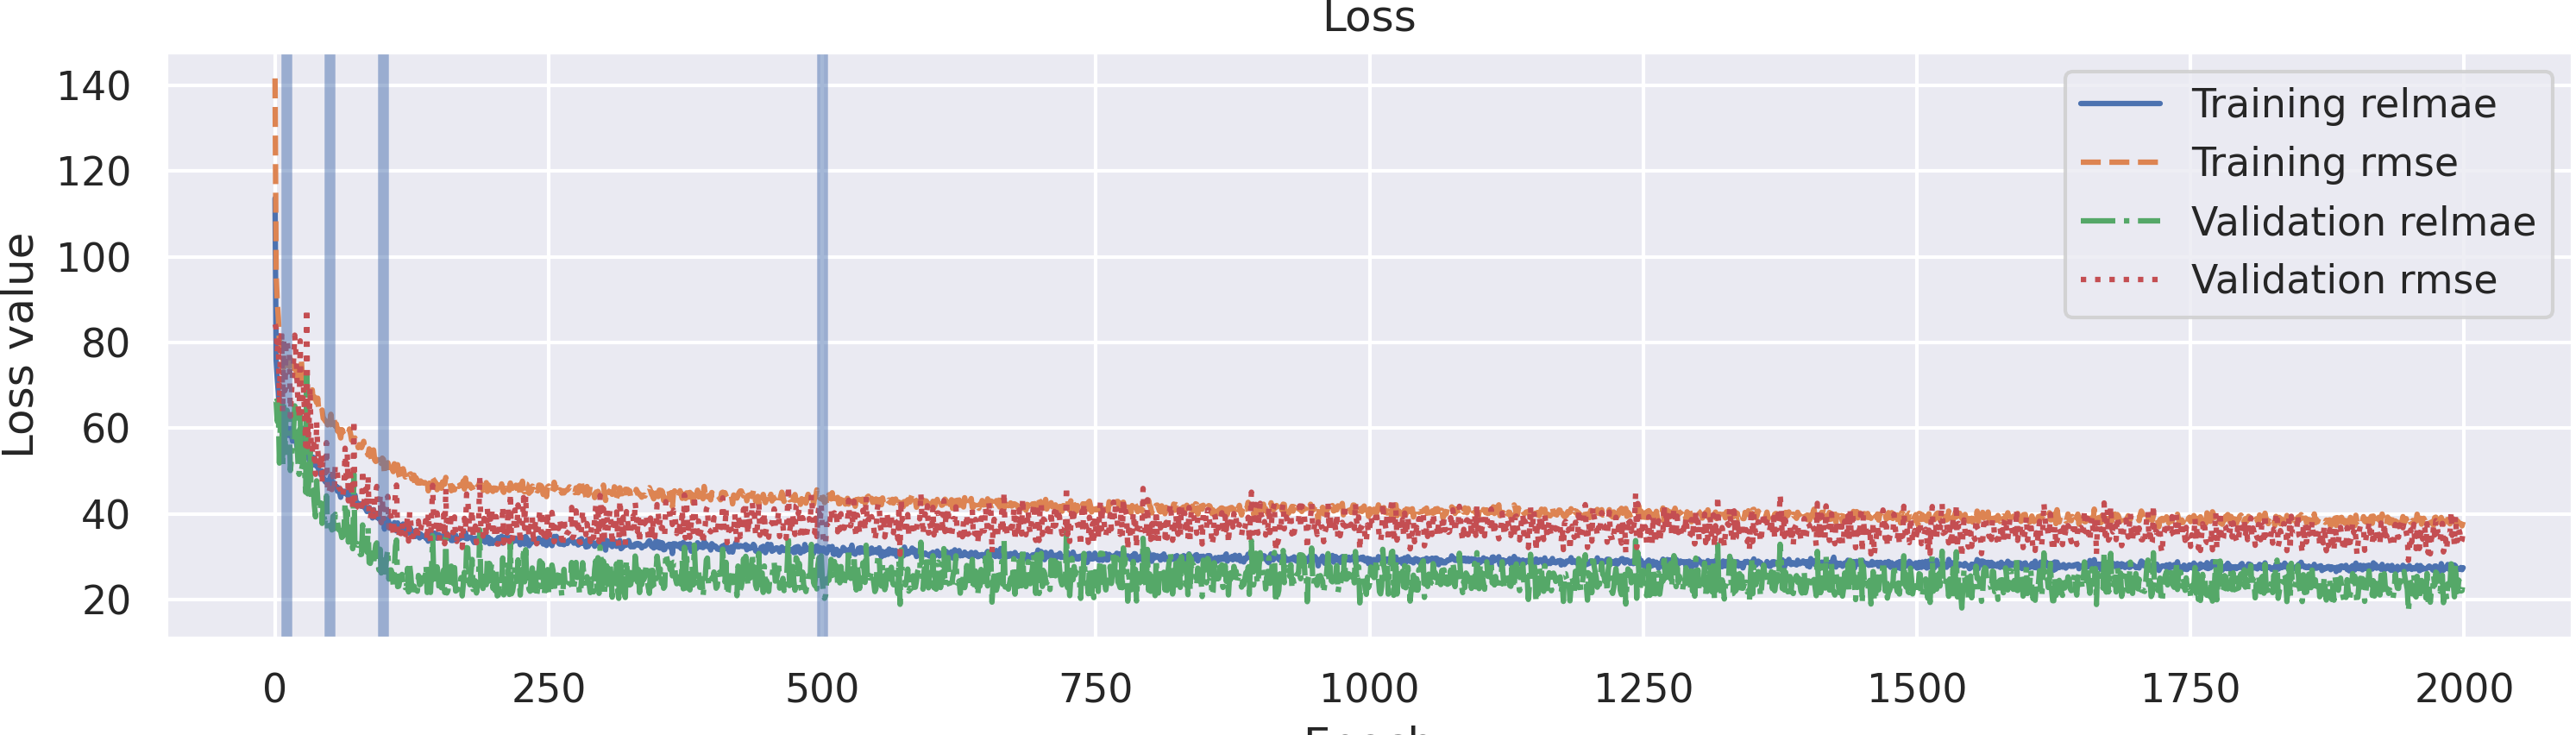 Loss
Loss value
140
120
100
80
60
40
20
Training relmae
Training rmse
Validation relmae
Validation rmse
0 250 500 750 1000 1250 1500 1750 2000